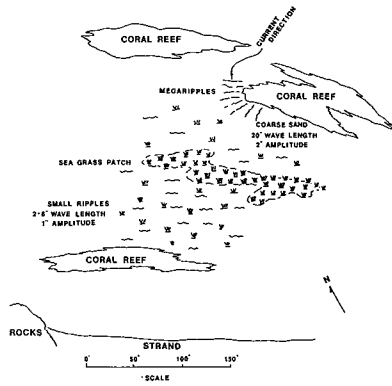 CORAL REEF
CURRENT
DIRECTION
MEGARIPPLES
CORAL REEF
COARSE SAND
20" WAVE LENGTH
2" AMPLITUDE
SEA GRASS PATCH
SMALL RIPPLES
2-6" WAVE LENGTH
1" AMPLITUDE
CORAL REEF
N
ROCKS
STRAND
0' 50' 100' 150'
SCALE